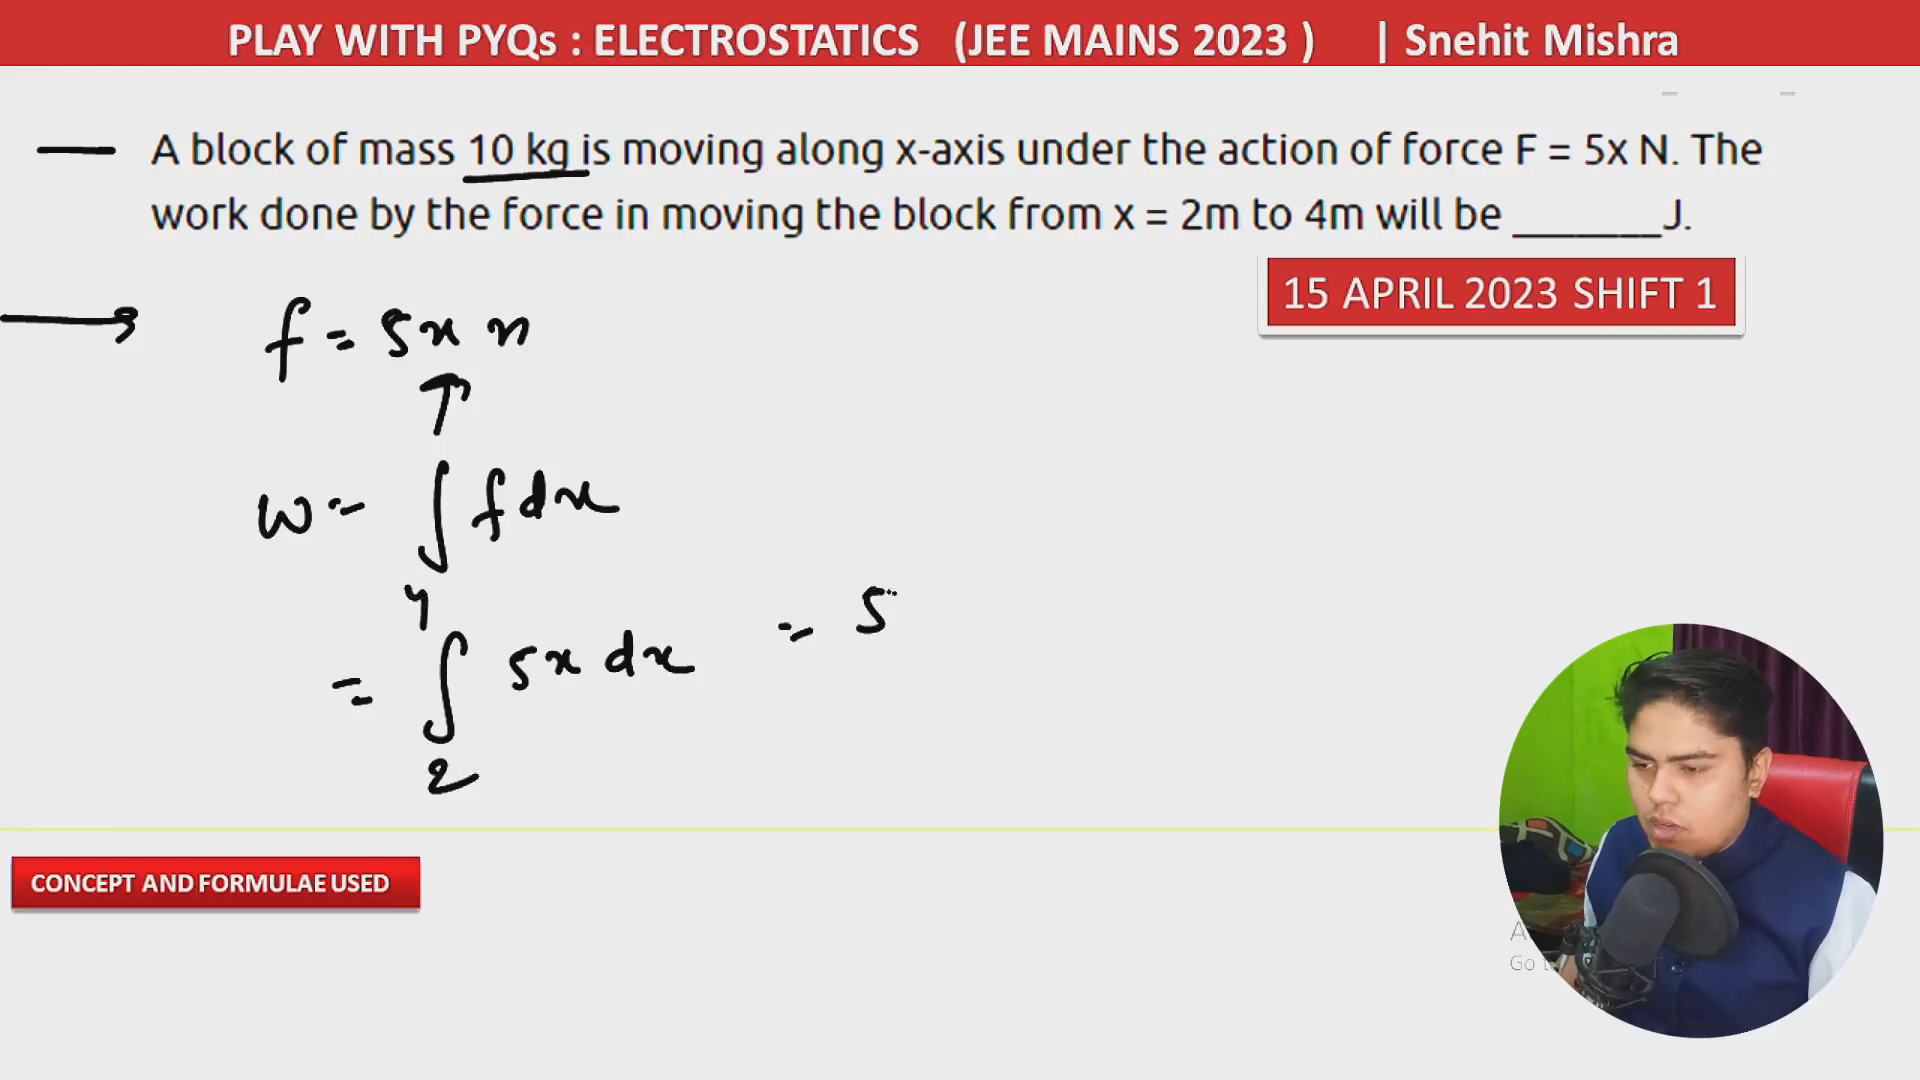 PLAY WITH PYQs : ELECTROSTATICS (JEE MAINS 2023 ) | Snehit Mishra
A block of mass 10 kg is moving along x-axis under the action of force F = 5x N. The
work done by the force in moving the block from x = 2m to 4m will be _______J.
15 APRIL 2023 SHIFT 1
f = 5x n
w = ∫ f dx
4
= ∫ 5x dx = 5
2
CONCEPT AND FORMULAE USED
Go